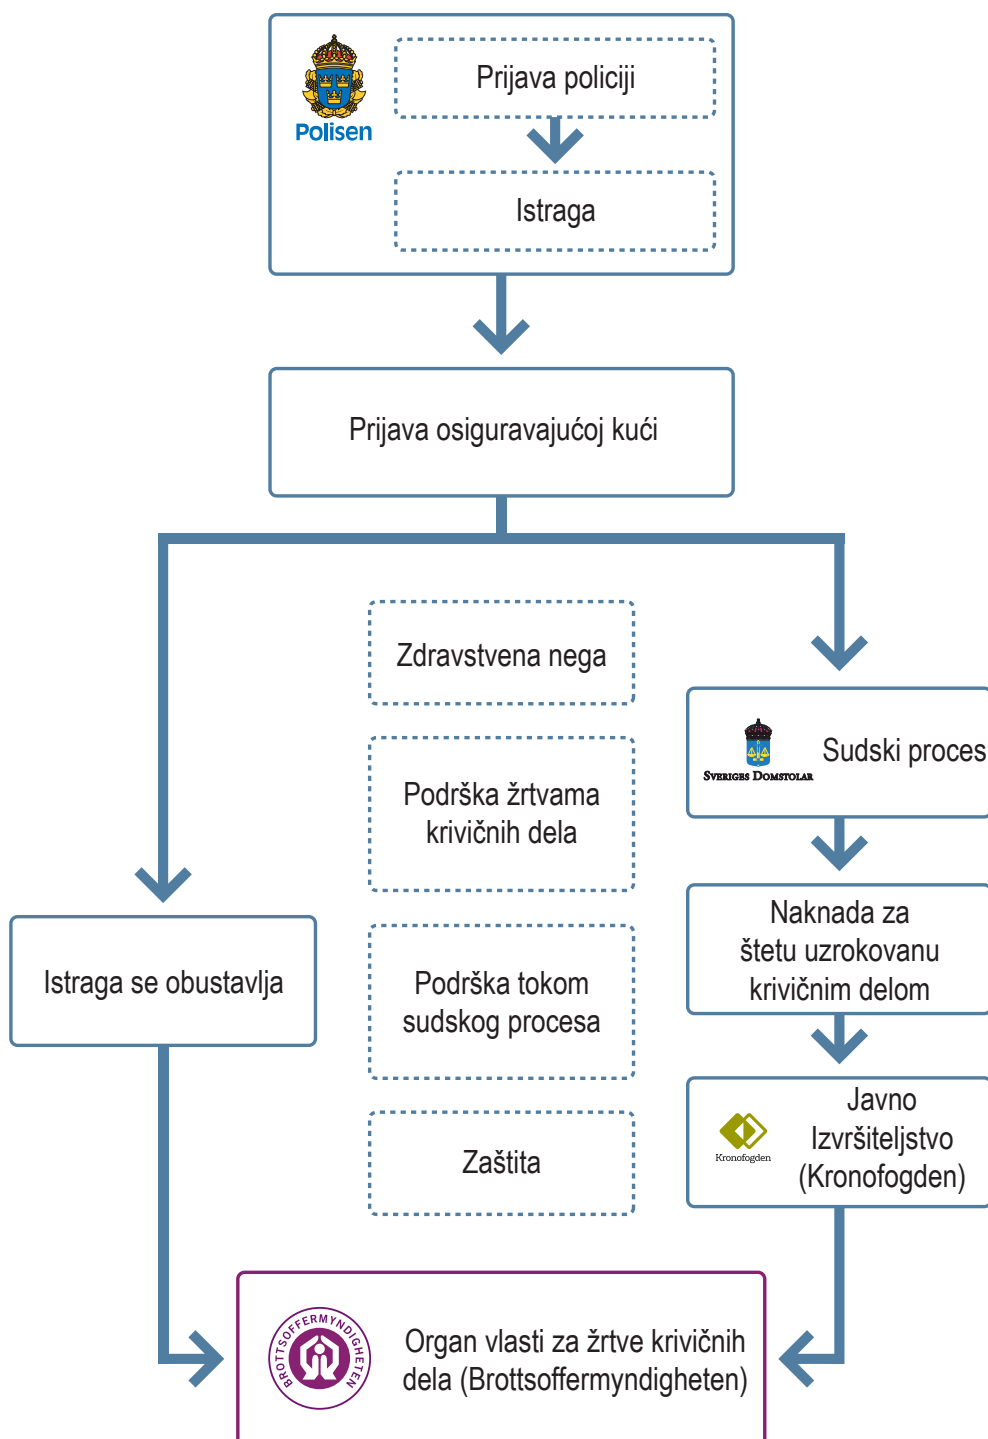 Polisen
Prijava policiji
Istraga
Prijava osiguravajućoj kući
Zdravstvena nega
Podrška žrtvama
krivičnih dela
Podrška tokom
sudskog procesa
Zaštita
Istraga se obustavlja
SVERIGES DOMSTOLAR
Sudski proces
Naknada za
štetu uzrokovanu
krivičnim delom
Kronofogden
Javno
Izvršiteljstvo
(Kronofogden)
BROTTSOFFERMYNDIGHETEN
Organ vlasti za žrtve krivičnih
dela (Brottsoffermyndigheten)